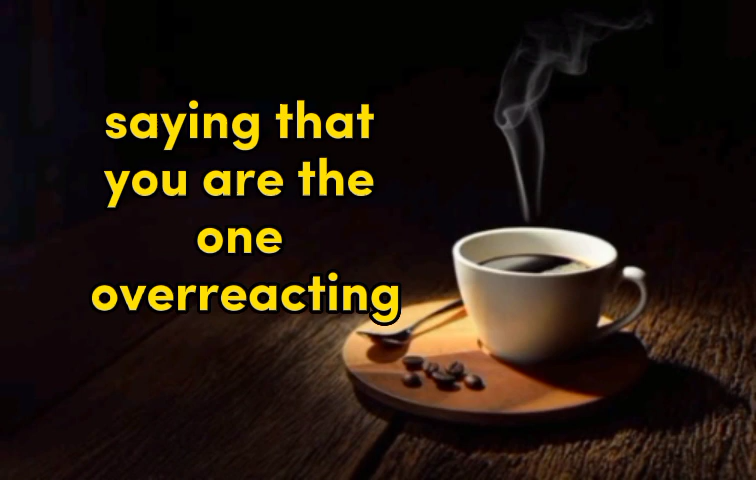 saying that
you are the
one
overreacting